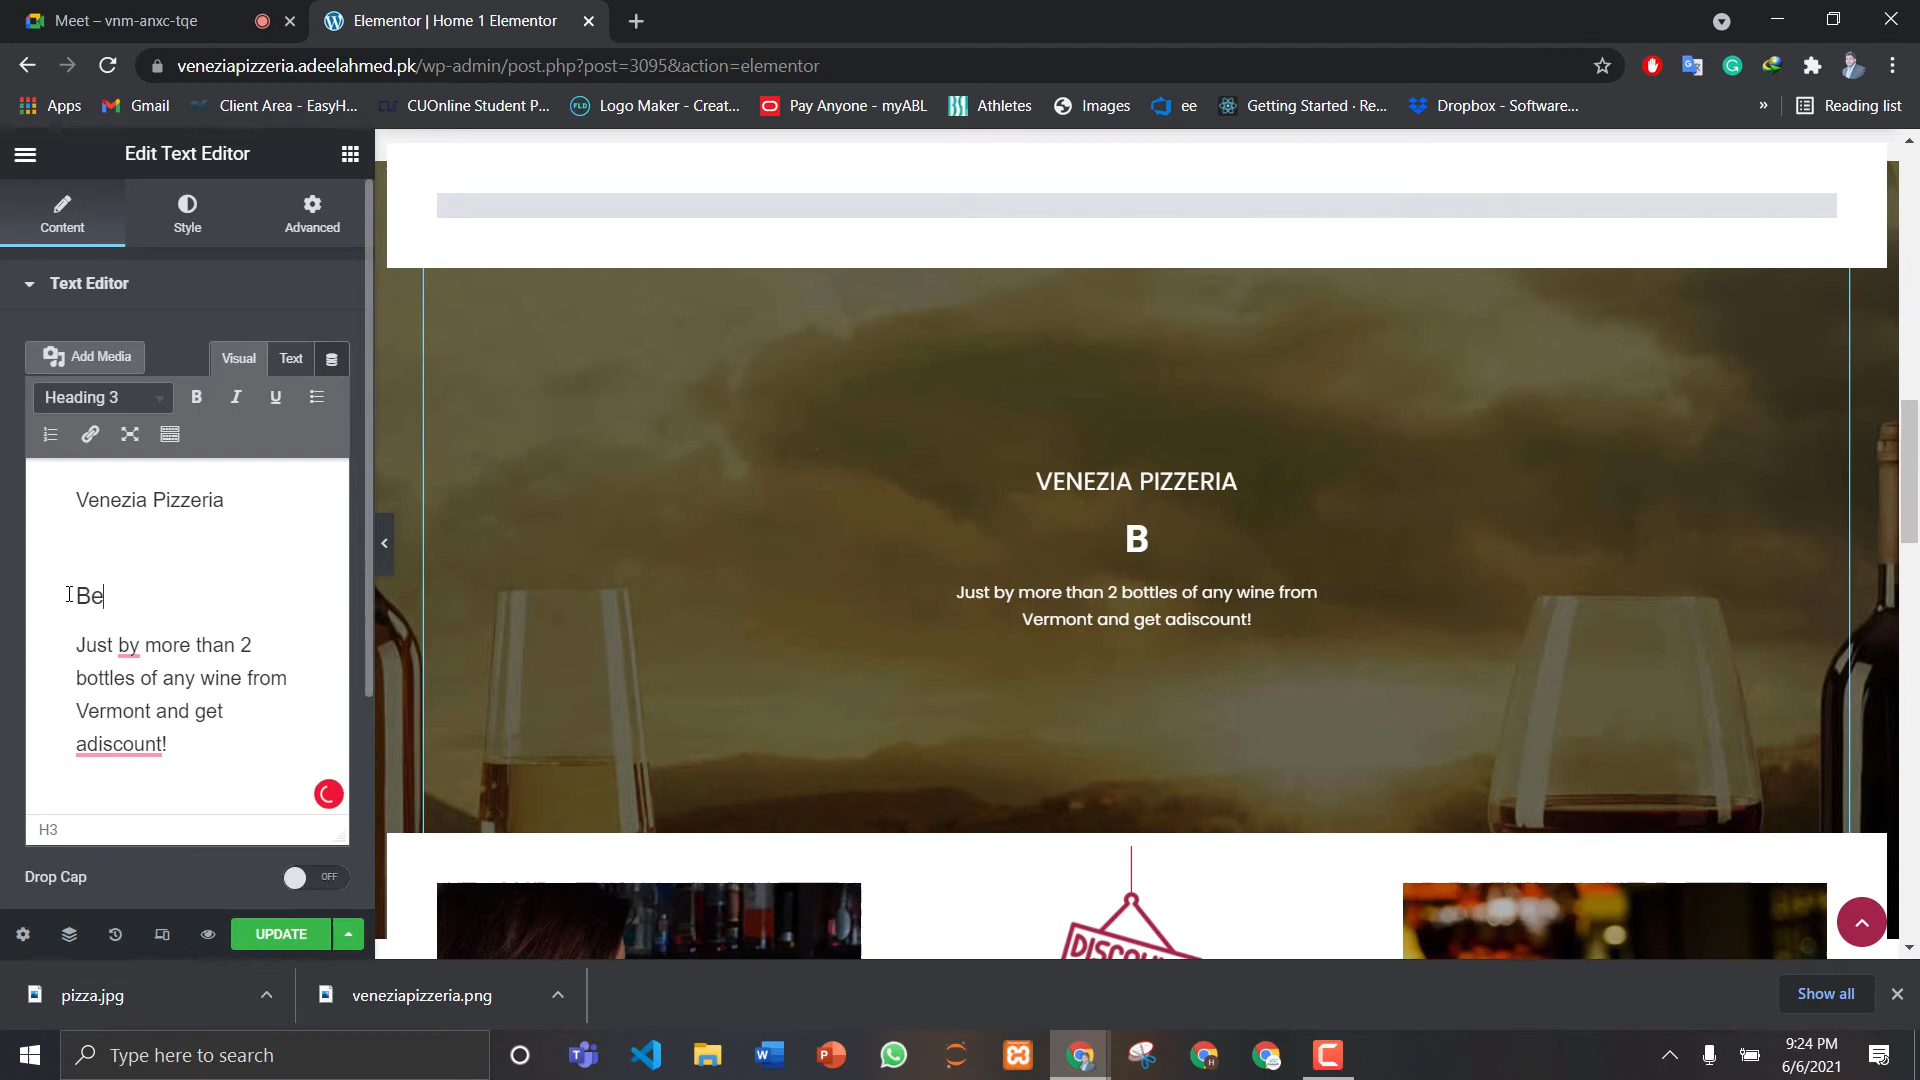 Meet – vnm-anxc-tqe
Elementor | Home 1 Elementor
veneziapizzeria.adeelahmed.pk/wp-admin/post.php?post=3095&action=elementor
Apps
Gmail
Client Area - EasyH...
CUOnline Student P...
Logo Maker - Creat...
Pay Anyone - myABL
Athletes
Images
ee
Getting Started · Re...
Dropbox - Software...
»
Reading list
Edit Text Editor
Content
Style
Advanced
Text Editor
Add Media
Visual
Text
Heading 3
B
I
U
Venezia Pizzeria
Be
Just by more than 2
bottles of any wine from
Vermont and get
adiscount!
H3
Drop Cap
OFF
UPDATE
VENEZIA PIZZERIA
B
Just by more than 2 bottles of any wine from
Vermont and get adiscount!
pizza.jpg
veneziapizzeria.png
Show all
Type here to search
9:24 PM
6/6/2021